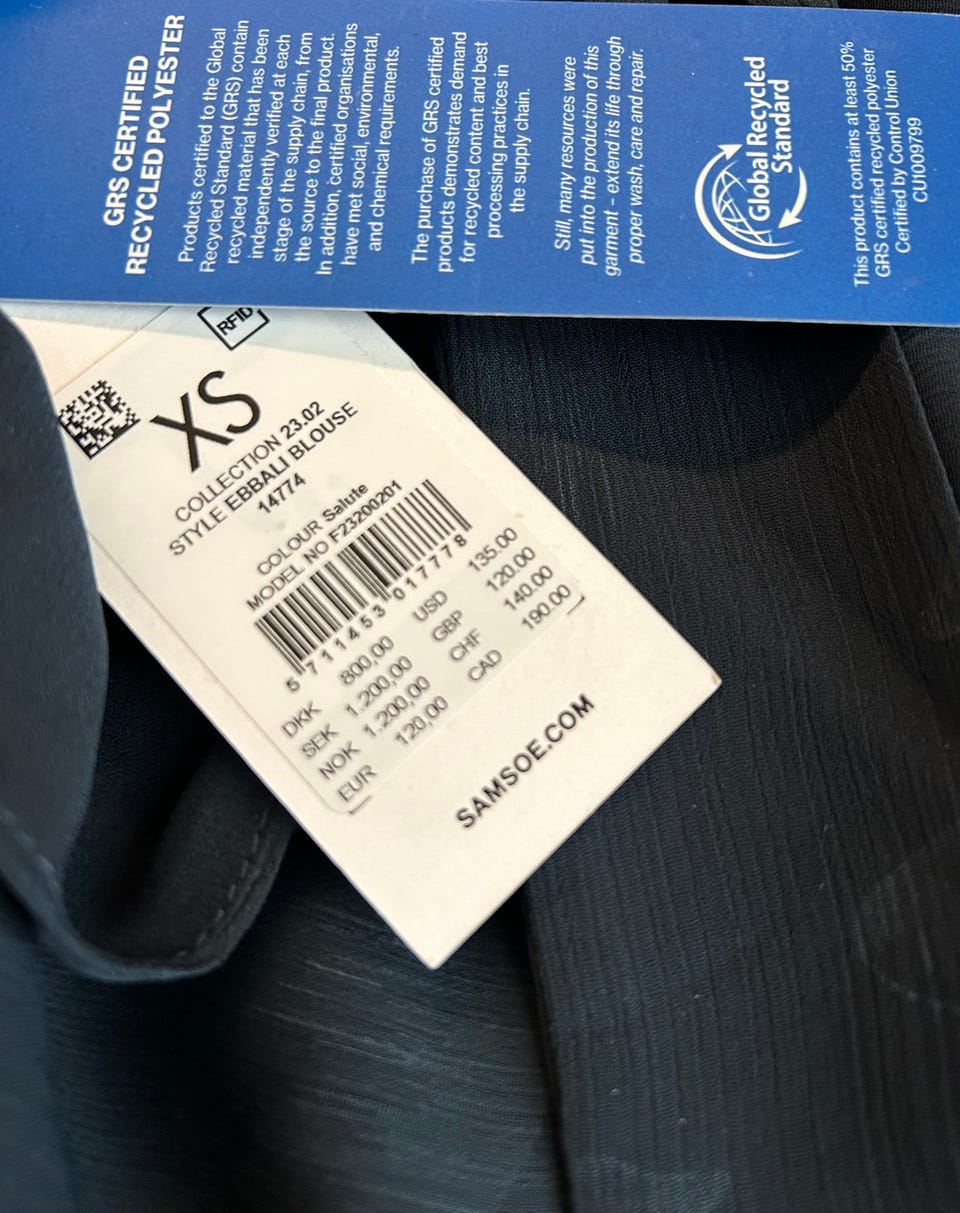 GRS CERTIFIED
RECYCLED POLYESTER
Products certified to the Global
Recycled Standard (GRS) contain
recycled material that has been
independently verified at each
stage of the supply chain, from
the source to the final product.
In addition, certified organisations
have met social, environmental,
and chemical requirements.
The purchase of GRS certified
products demonstrates demand
for recycled content and best
processing practices in
the supply chain.
Still, many resources were
put into the production of this
garment – extend its life through
proper wash, care and repair.
Global Recycled
Standard
This product contains at least 50%
GRS certified recycled polyester
Certified by Control Union
CU1009799
RFID
XS
COLLECTION 23.02
STYLE EBBALI BLOUSE
14774
COLOUR Salute
MODEL NO F23200201
5 711453 017778
DKK 800,00 USD 135.00
SEK 1.200,00 GBP 120.00
NOK 1.200,00 CHF 140.00
EUR 120,00 CAD 190.00
SAMSOE.COM